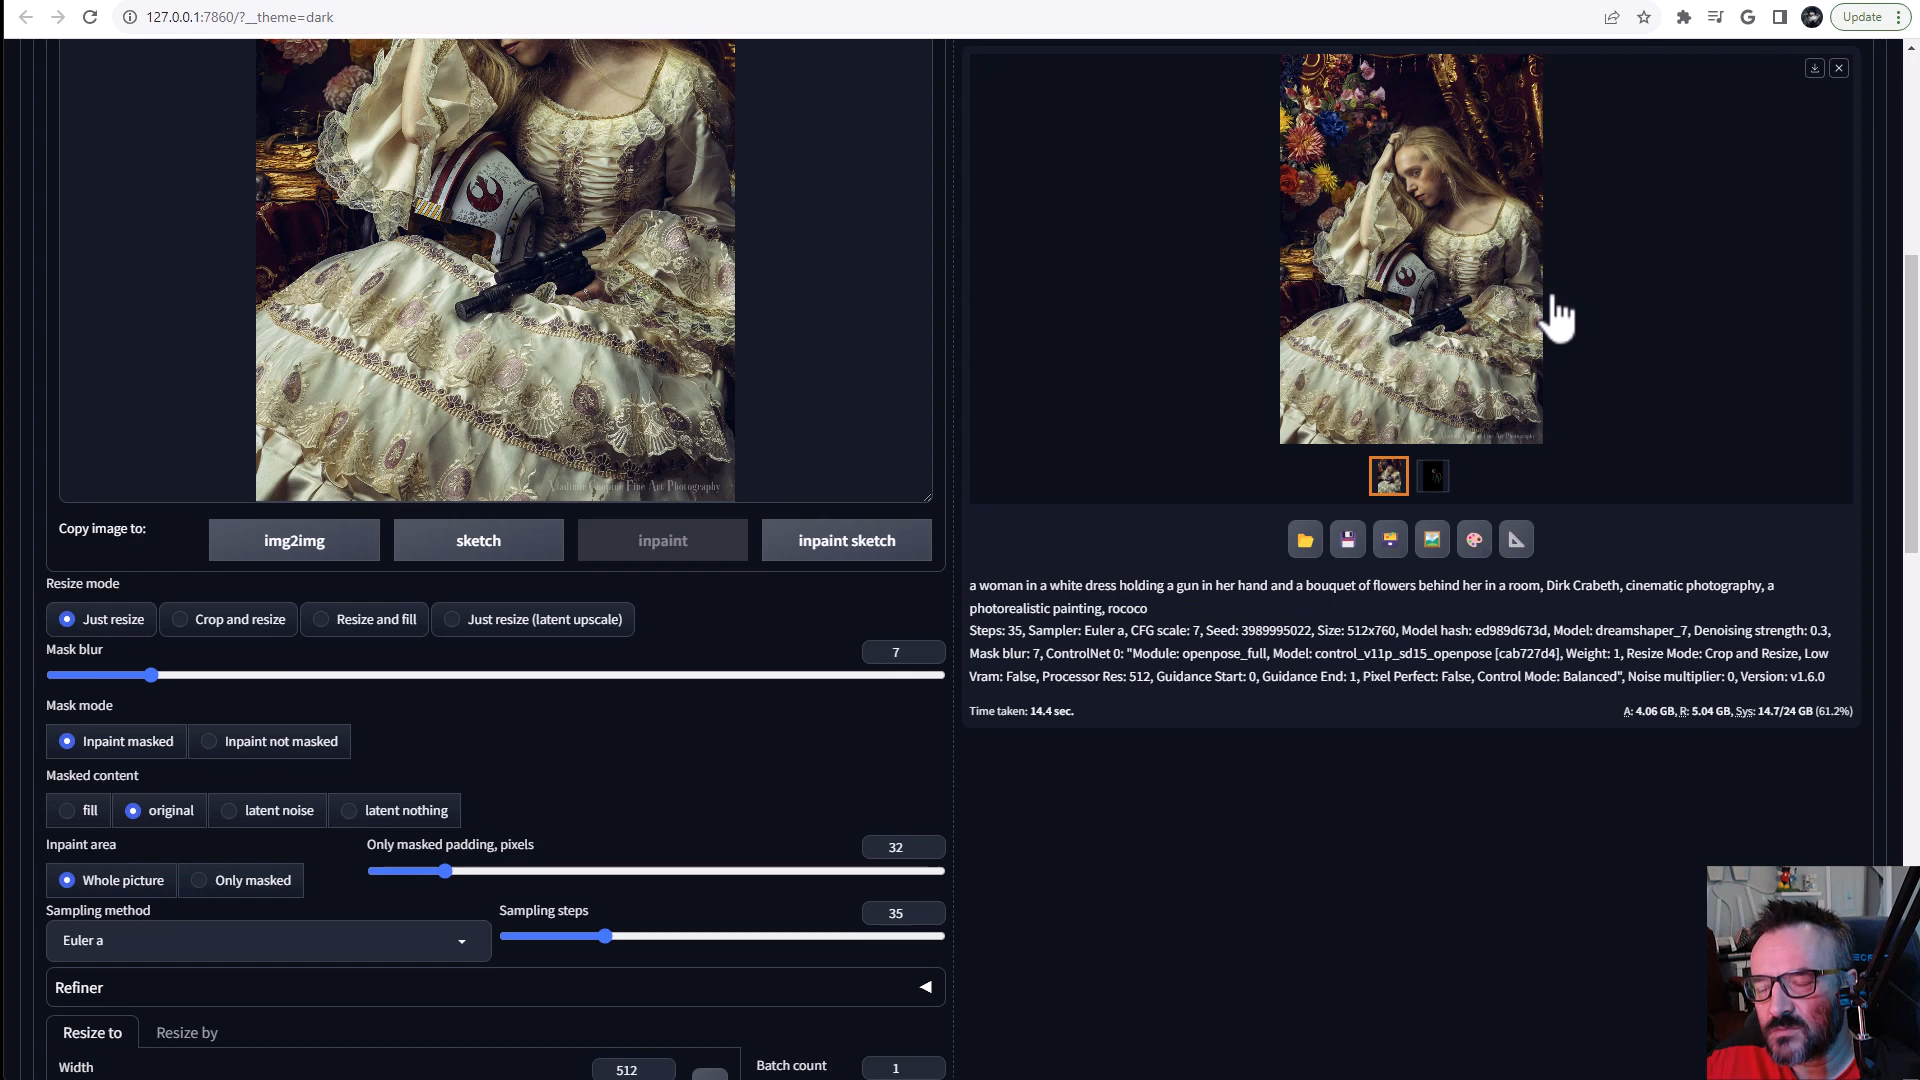 127.0.0.1:7860/?__theme=dark
Update
Fine Art Photography
Copy image to:
img2img
sketch
inpaint
inpaint sketch
Resize mode
Just resize
Crop and resize
Resize and fill
Just resize (latent upscale)
Mask blur
7
Mask mode
Inpaint masked
Inpaint not masked
Masked content
fill
original
latent noise
latent nothing
Inpaint area
Only masked padding, pixels
32
Whole picture
Only masked
Sampling method
Sampling steps
35
Euler a
Refiner
Resize to
Resize by
Width
512
Batch count
1
a woman in a white dress holding a gun in her hand and a bouquet of flowers behind her in a room, Dirk Crabeth, cinematic photography, a
photorealistic painting, rococo
Steps: 35, Sampler: Euler a, CFG scale: 7, Seed: 3989995022, Size: 512x760, Model hash: ed989d673d, Model: dreamshaper_7, Denoising strength: 0.3,
Mask blur: 7, ControlNet 0: "Module: openpose_full, Model: control_v11p_sd15_openpose [cab727d4], Weight: 1, Resize Mode: Crop and Resize, Low
Vram: False, Processor Res: 512, Guidance Start: 0, Guidance End: 1, Pixel Perfect: False, Control Mode: Balanced", Noise multiplier: 0, Version: v1.6.0
Time taken: 14.4 sec.
A: 4.06 GB, R: 5.04 GB, Sys: 14.7/24 GB (61.2%)